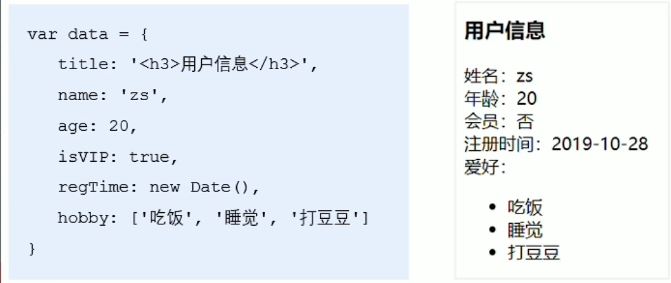 var data = {
title: '<h3>用户信息</h3>',
name: 'zs',
age: 20,
isVIP: true,
regTime: new Date(),
hobby: ['吃饭', '睡觉', '打豆豆']
}
用户信息
姓名：zs
年龄：20
会员：否
注册时间：2019-10-28
爱好：
• 吃饭
• 睡觉
• 打豆豆